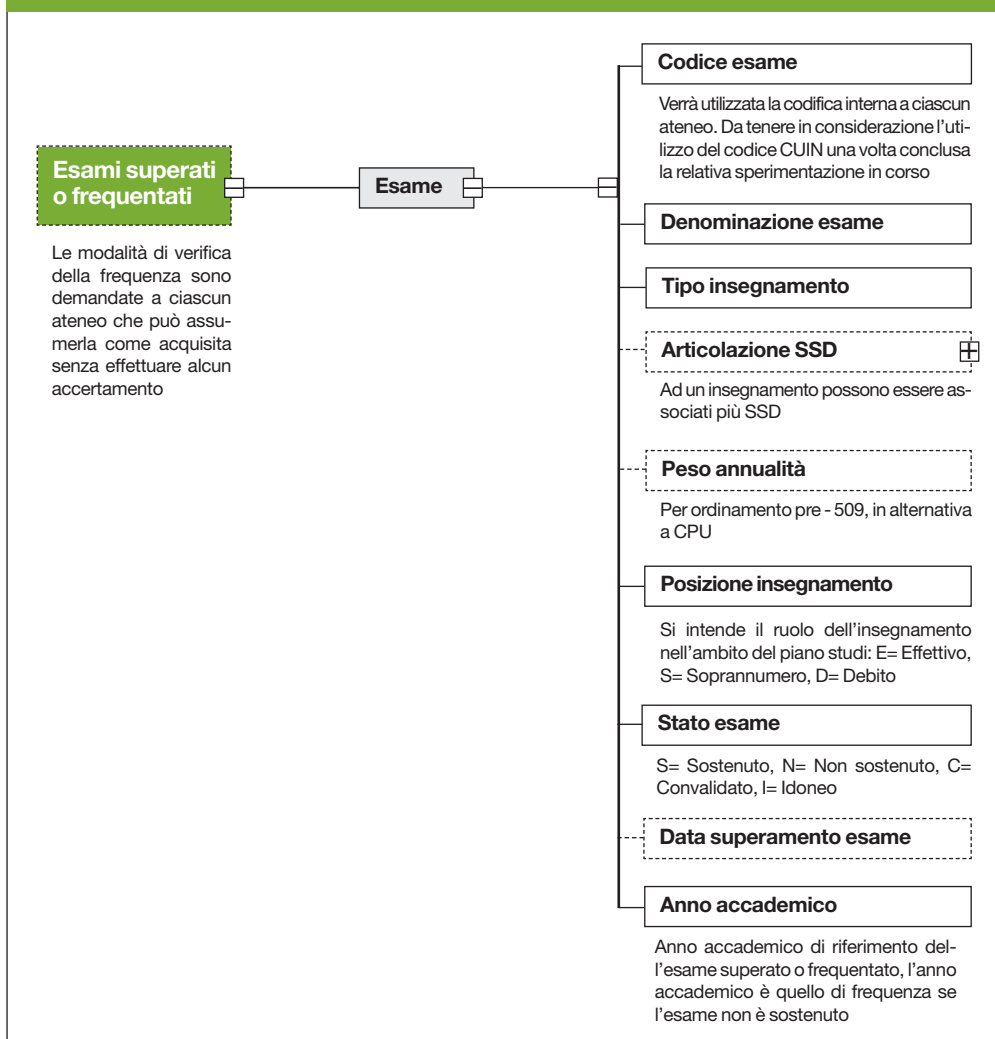 Esami superati
o frequentati
Le modalità di verifica
della frequenza sono
demandate a ciascun
ateneo che può assu-
merla come acquisita
senza effettuare alcun
accertamento
Esame
Codice esame
Verrà utilizzata la codifica interna a ciascun
ateneo. Da tenere in considerazione l'uti-
lizzo del codice CUIN una volta conclusa
la relativa sperimentazione in corso
Denominazione esame
Tipo insegnamento
Articolazione SSD
Ad un insegnamento possono essere as-
sociati più SSD
Peso annualità
Per ordinamento pre - 509, in alternativa
a CPU
Posizione insegnamento
Si intende il ruolo dell'insegnamento
nell'ambito del piano studi: E= Effettivo,
S= Soprannumero, D= Debito
Stato esame
S= Sostenuto, N= Non sostenuto, C=
Convalidato, I= Idoneo
Data superamento esame
Anno accademico
Anno accademico di riferimento del-
l'esame superato o frequentato, l'anno
accademico è quello di frequenza se
l'esame non è sostenuto